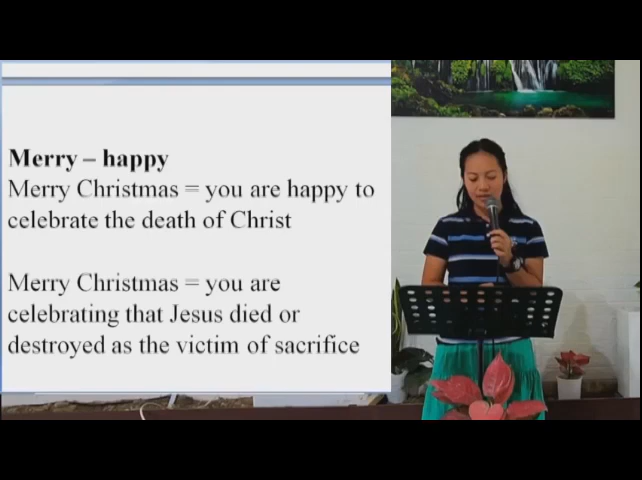 Merry – happy
Merry Christmas = you are happy to
celebrate the death of Christ
Merry Christmas = you are
celebrating that Jesus died or
destroyed as the victim of sacrifice